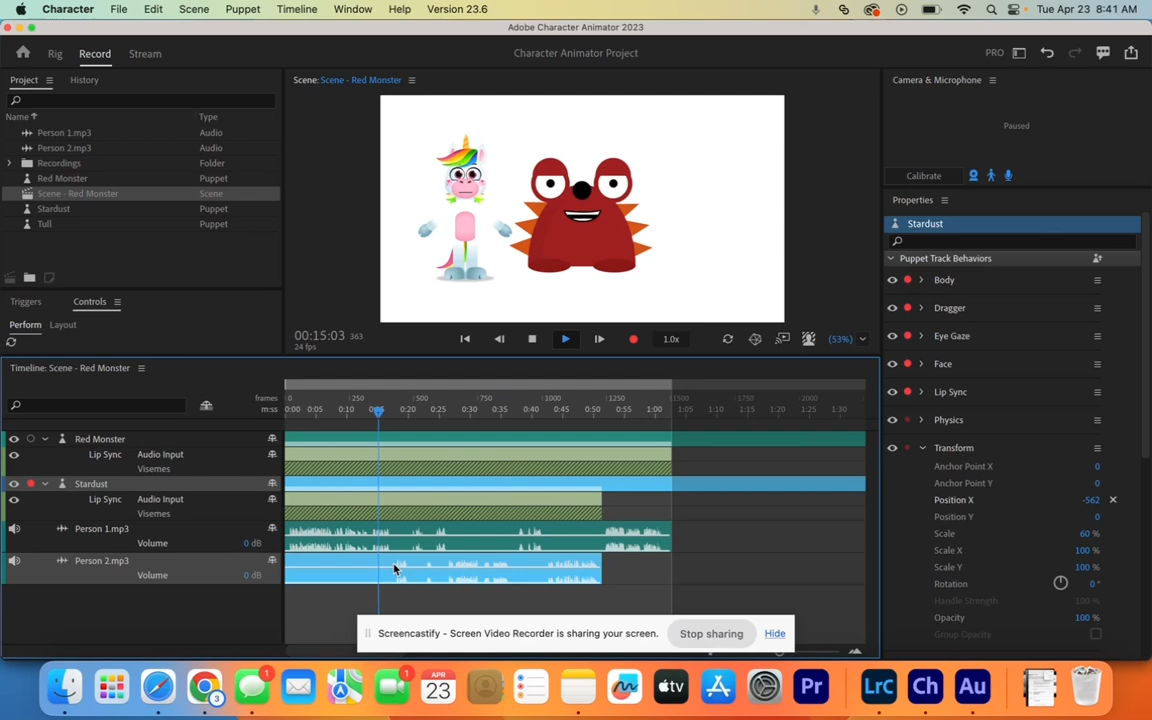 Character File Edit Scene Puppet Timeline Window Help Version 23.6 Tue Apr 23 8:41 AM
Adobe Character Animator 2023
Rig Record Stream Character Animator Project PRO
Project History Scene: Scene - Red Monster Camera & Microphone
Name Type
Person 1.mp3 Audio
Person 2.mp3 Audio
Recordings Folder
Red Monster Puppet
Scene - Red Monster Scene
Stardust Puppet
Tull Puppet
Paused
Calibrate
Properties
Stardust
Puppet Track Behaviors
Body
Dragger
Eye Gaze
Face
Lip Sync
Physics
Transform
Anchor Point X 0
Anchor Point Y 0
Position X -562
Position Y 0
Scale 60 %
Scale X 100 %
Scale Y 100 %
Rotation 0 °
Handle Strength 100 %
Opacity 100 %
Group Opacity
Triggers Controls
Perform Layout
00:15:03 363
24 fps
1.0x
(53%)
Timeline: Scene - Red Monster
frames 0 250 500 750 1000 1250 1500 1750 2000
m:ss 0:00 0:05 0:10 0:15 0:20 0:25 0:30 0:35 0:40 0:45 0:50 0:55 1:00 1:05 1:10 1:15 1:20 1:25 1:30
Red Monster
Lip Sync Audio Input
Visemes
Stardust
Lip Sync Audio Input
Visemes
Person 1.mp3
Volume 0 dB
Person 2.mp3
Volume 0 dB
Screencastify - Screen Video Recorder is sharing your screen. Stop sharing Hide
3
1
1
APR
23
tv
Pr
LrC
Ch
Au